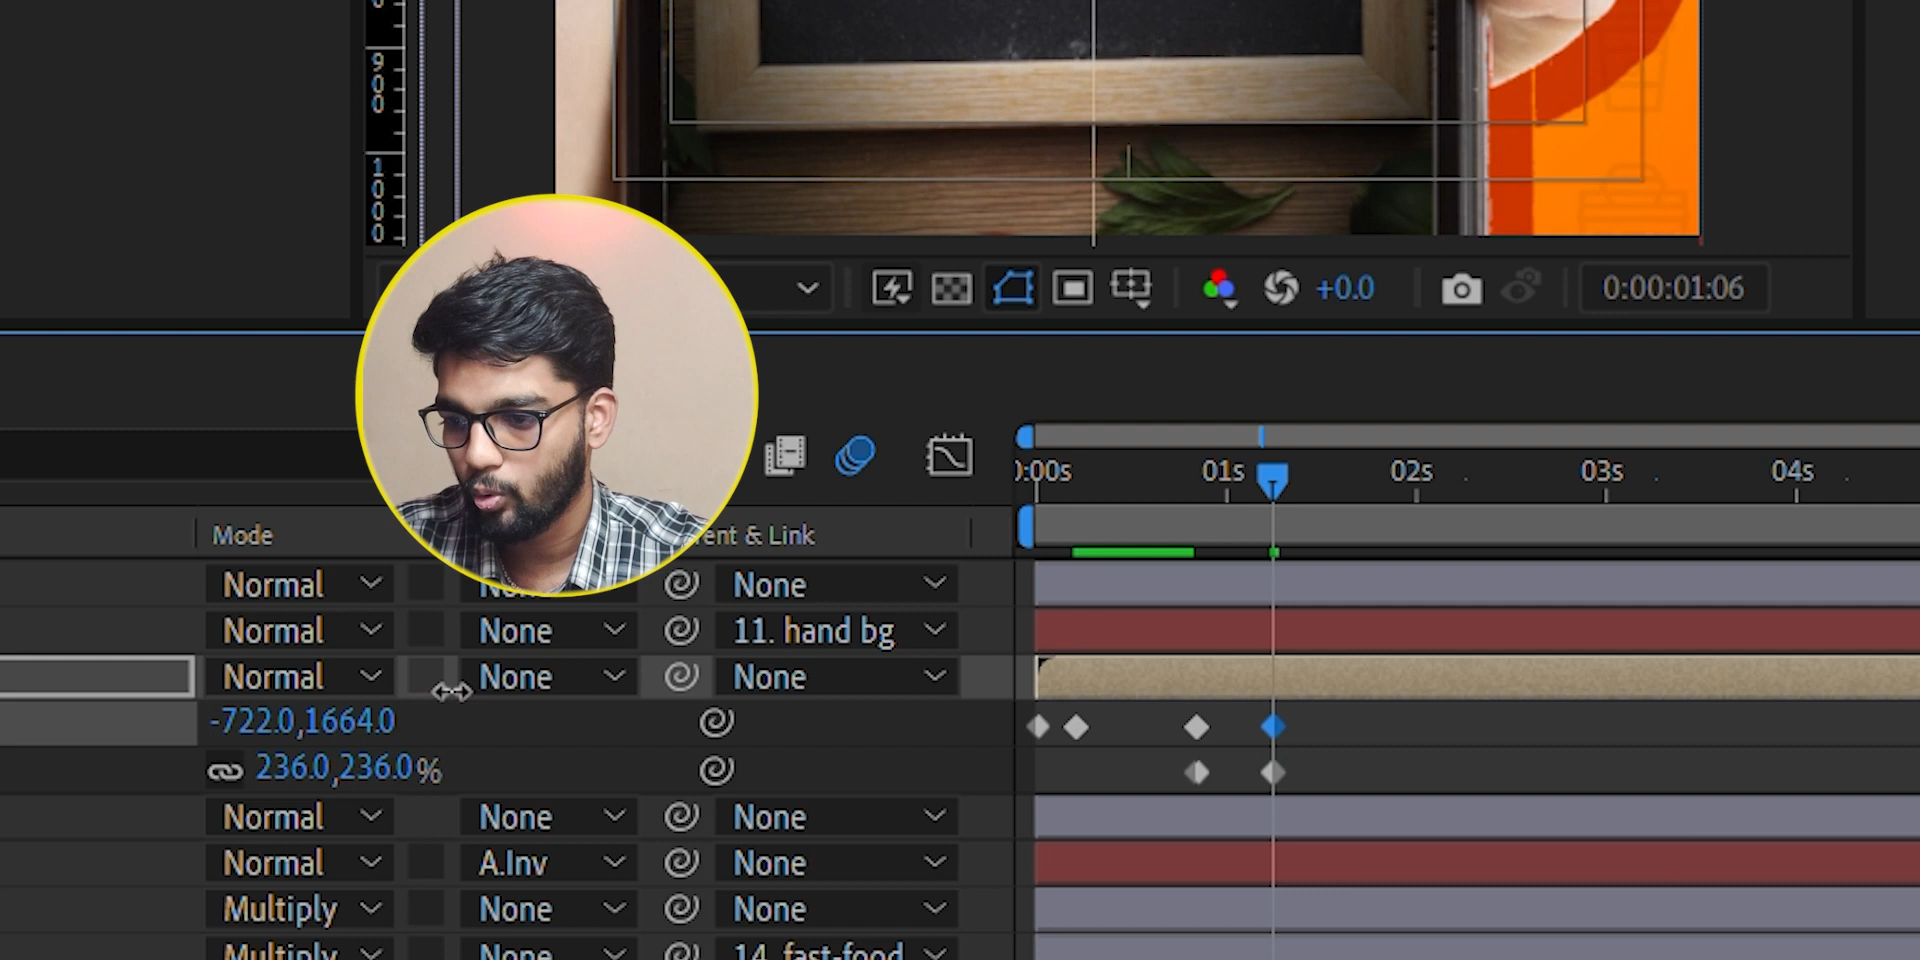 900
1000
+0.0
0:00:01:06
0:00s 01s 02s 03s 04s
Mode
ent & Link
Normal None None
Normal None 11. hand bg
Normal None None
-722.0,1664.0
236.0,236.0%
Normal None None
Normal A.Inv None
Multiply None None
Multiply None 14. fast-food